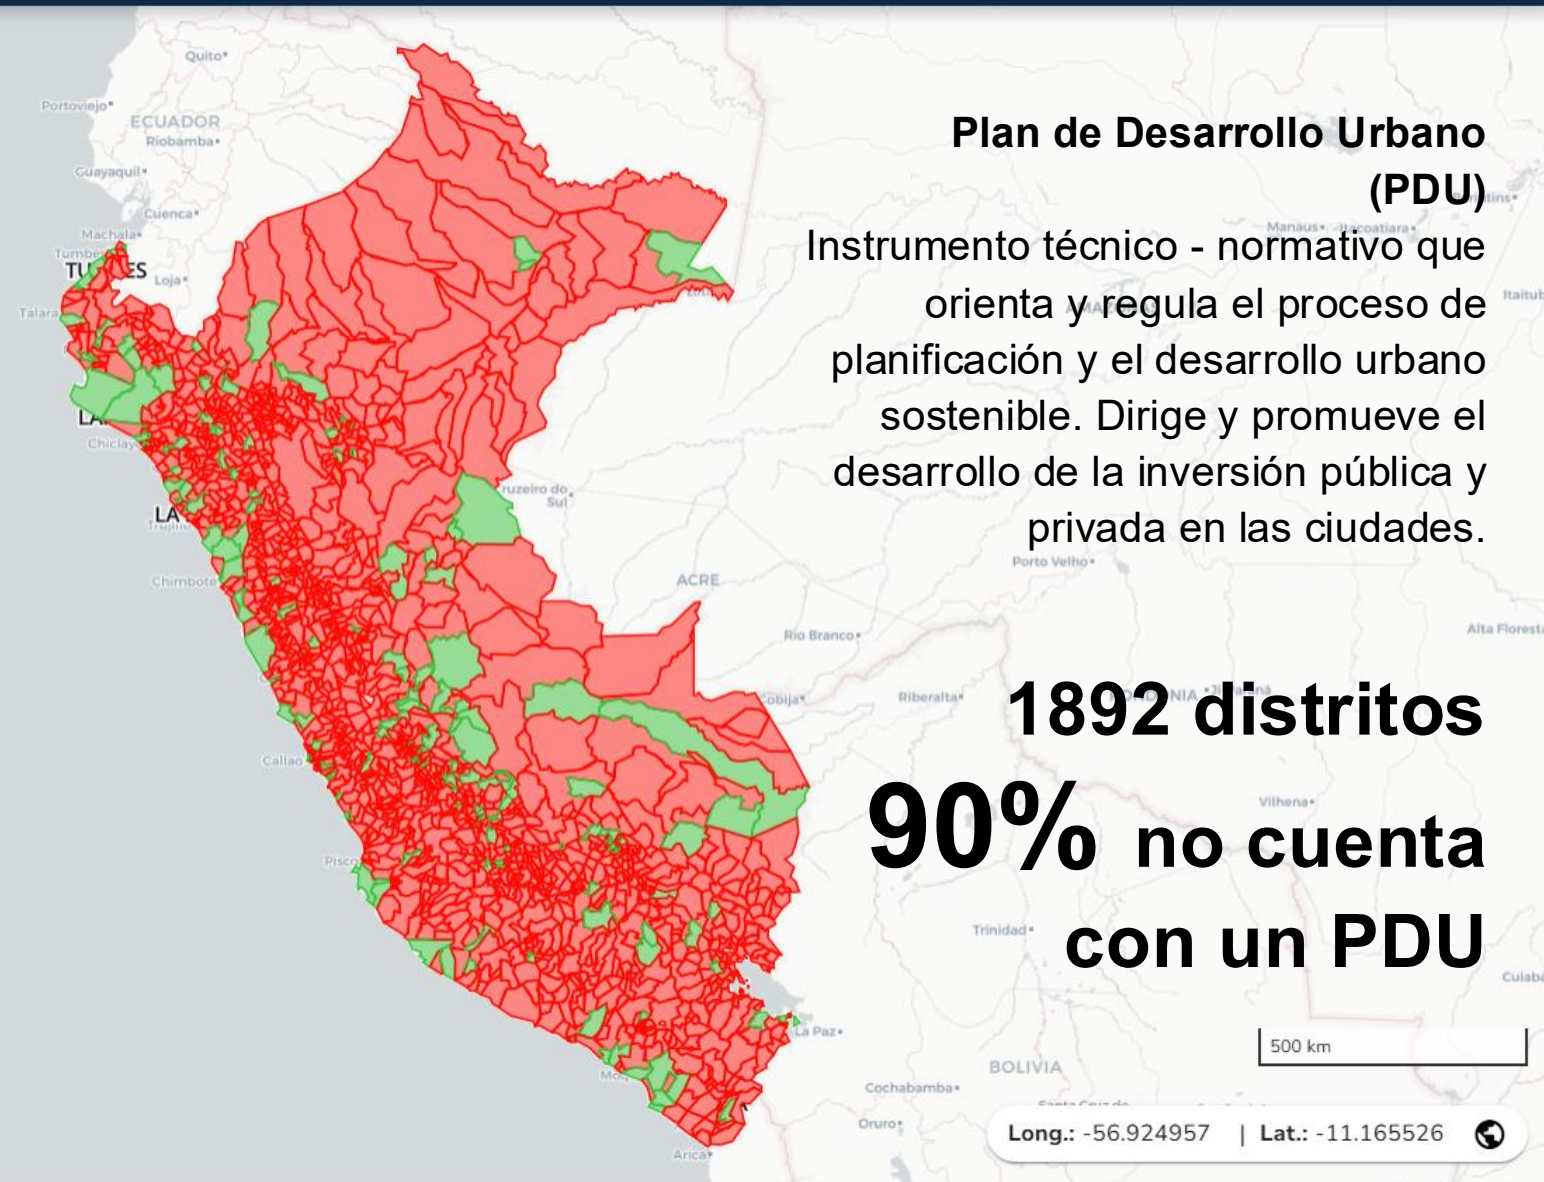 Quito
Portoviejo
ECUADOR
Riobamba
Guayaquil
Cuenca
Machala
Loja
Talara
Chimbote
Callao
Pisco
Arica
ACRE
Cobija
Rio Branco
Riberalta
Porto Velho
Manaus
Vilhena
Trinidad
La Paz
BOLIVIA
Cochabamba
Oruro
Plan de Desarrollo Urbano
(PDU)
Instrumento técnico - normativo que
orienta y regula el proceso de
planificación y el desarrollo urbano
sostenible. Dirige y promueve el
desarrollo de la inversión pública y
privada en las ciudades.
1892 distritos
90% no cuenta
con un PDU
500 km
Long.: -56.924957 | Lat.: -11.165526